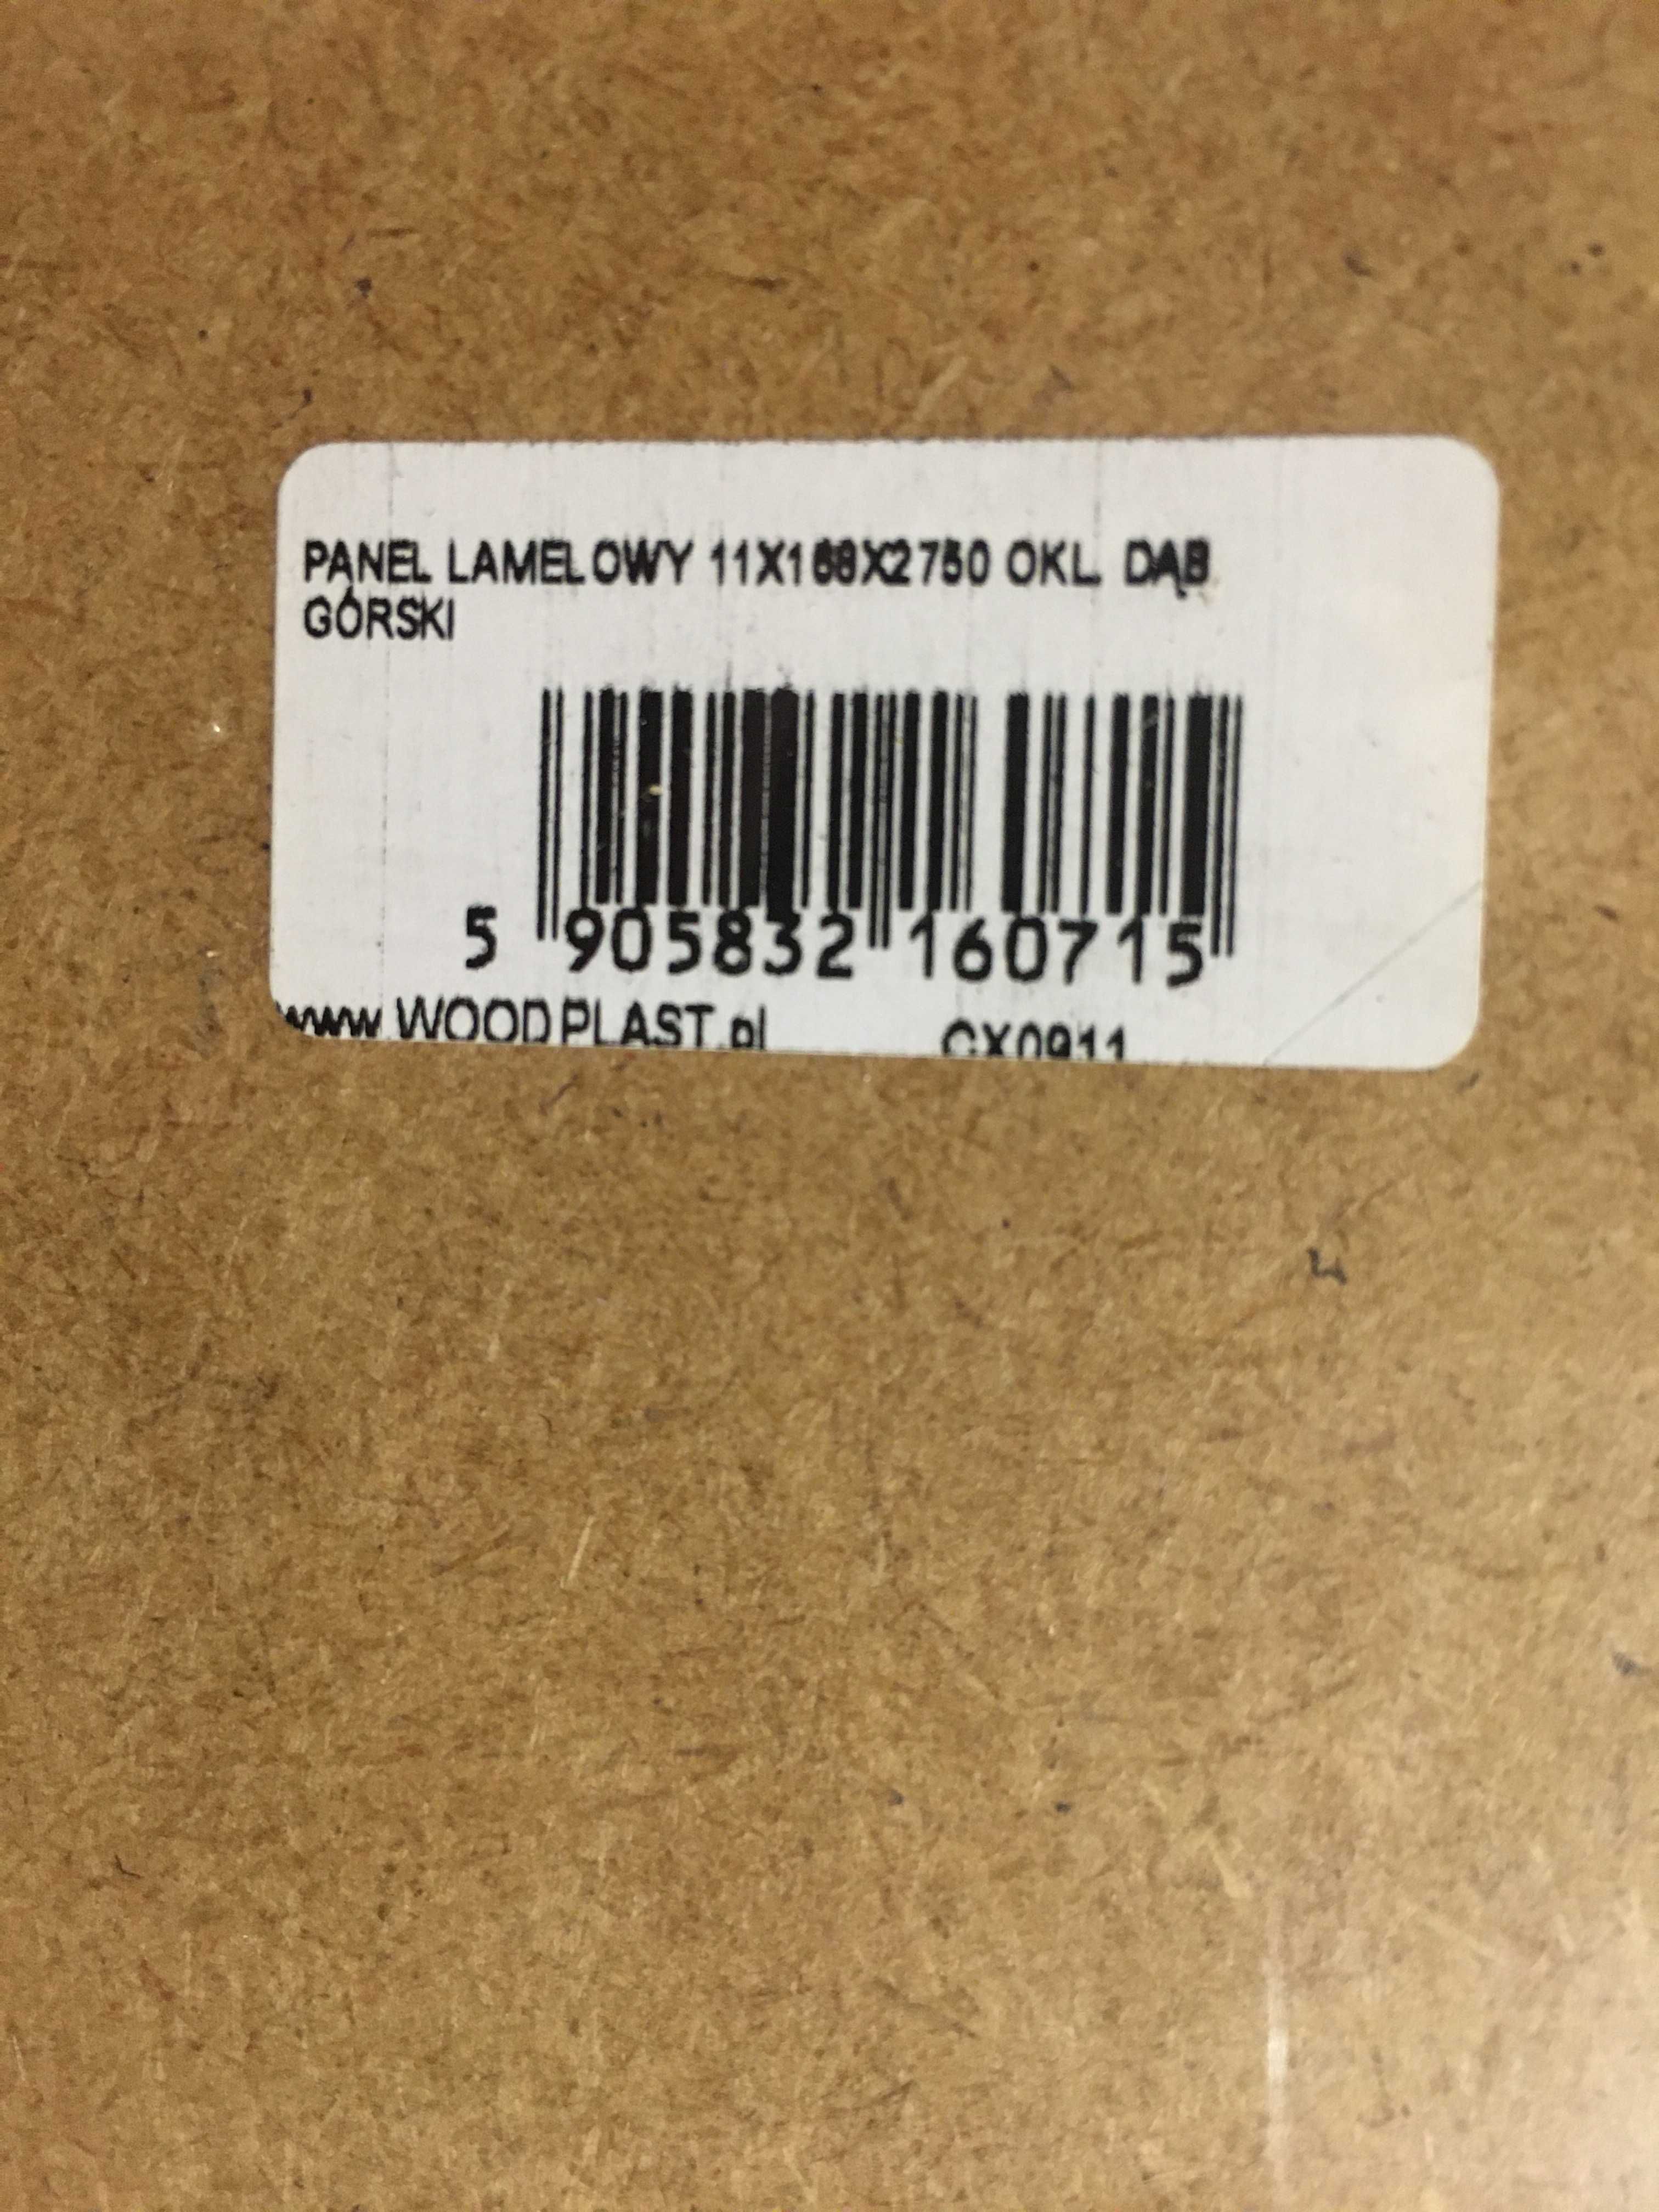 PANEL LAMELOWY 11X168X2750 OKL. DĄB
GÓRSKI
5 905832 160715
www.WOODPLAST.pl CX0911